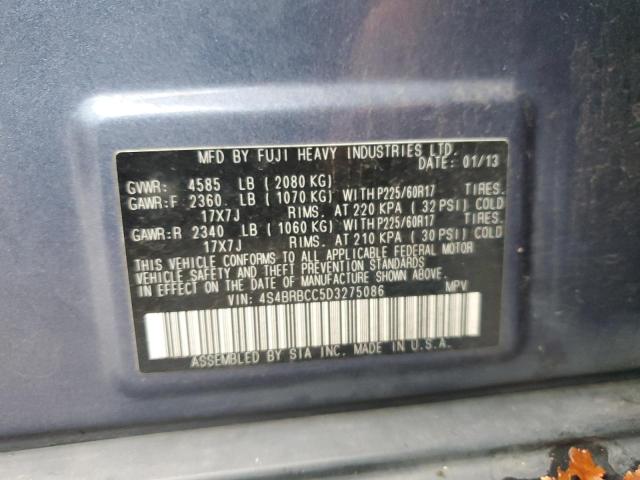 MFD BY FUJI HEAVY INDUSTRIES LTD.
DATE: 01/13
GVWR: 4585 LB (2080 KG)
GAWR:F 2360 LB (1070 KG) WITH P225/60R17 TIRES.
17X7J RIMS. AT 220 KPA (32 PSI) COLD
GAWR:R 2340 LB (1060 KG) WITH P225/60R17 TIRES.
17X7J RIMS. AT 210 KPA (30 PSI) COLD
THIS VEHICLE CONFORMS TO ALL APPLICABLE FEDERAL MOTOR
VEHICLE SAFETY AND THEFT PREVENTION STANDARDS
IN EFFECT ON THE DATE OF MANUFACTURE SHOWN ABOVE.
VIN: 4S4BRBCC5D3275086 MPV
ASSEMBLED BY SIA INC. MADE IN U.S.A.